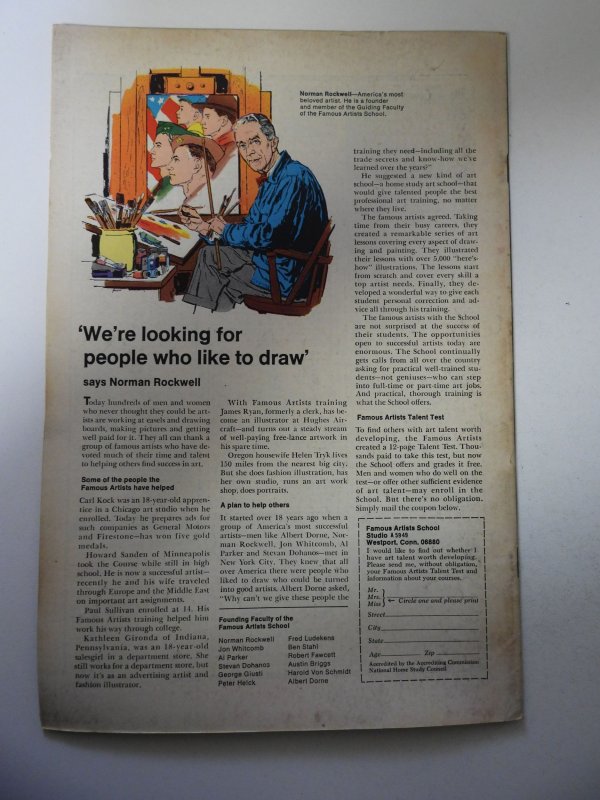 Norman Rockwell—America's most
beloved artist. He is a founder
and member of the Guiding Faculty
of the Famous Artists School.
'We're looking for
people who like to draw'
says Norman Rockwell
Today hundreds of men and women
who never thought they could be art-
ists are working at easels and drawing
boards, making pictures and getting
well paid for it. They all can thank a
group of famous artists who have de-
voted much of their time and talent
to helping others find success in art.
Some of the people the
Famous Artists have helped
Carl Kock was an 18-year-old appren-
tice in a Chicago art studio when he
enrolled. Today he prepares ads for
such companies as General Motors
and Firestone—has won five gold
medals.
Howard Sanden of Minneapolis
took the Course while still in high
school. He is now a successful artist—
recently he and his wife traveled
through Europe and the Middle East
on important art assignments.
Paul Sullivan enrolled at 14. His
Famous Artists training helped him
work his way through college.
Kathleen Gironda of Indiana,
Pennsylvania, was an 18-year-old
salesgirl in a department store. She
still works for a department store, but
now it's as an advertising artist and
fashion illustrator.
With Famous Artists training
James Ryan, formerly a clerk, has be-
come an illustrator at Hughes Air-
craft—and turns out a steady stream
of well-paying free-lance artwork in
his spare time.
Oregon housewife Helen Tryk lives
150 miles from the nearest big city.
But she does fashion illustration, has
her own studio, runs an art work
shop, does portraits.
A plan to help others
It started over 18 years ago when a
group of America's most successful
artists—men like Albert Dorne, Nor-
man Rockwell, Jon Whitcomb, Al
Parker and Stevan Dohanos—met in
New York City. They knew that all
over America there were people who
liked to draw who could be turned
into good artists. Albert Dorne asked,
"Why can't we give these people the
Founding Faculty of the
Famous Artists School
Norman Rockwell
Jon Whitcomb
Al Parker
Stevan Dohanos
George Giusti
Peter Helck
Fred Ludekens
Ben Stahl
Robert Fawcett
Austin Briggs
Harold Von Schmidt
Albert Dorne
training they need—including all the
trade secrets and know-how we've
learned over the years?"
He suggested a new kind of art
school—a home study art school—that
would give talented people the best
professional art training, no matter
where they live.
The famous artists agreed. Taking
time from their busy careers, they
created a remarkable series of art
lessons covering every aspect of draw-
ing and painting. They illustrated
their lessons with over 5,000 "here's-
how" illustrations. The lessons start
from scratch and cover every skill a
top artist needs. Finally, they de-
veloped a wonderful way to give each
student personal correction and ad-
vice all through his training.
The famous artists with the School
are not surprised at the success of
their students. The opportunities
open to successful artists today are
enormous. The School continually
gets calls from all over the country
asking for practical well-trained stu-
dents—not geniuses—who can step
into full-time or part-time art jobs.
And practical, thorough training is
what the School offers.
Famous Artists Talent Test
To find others with art talent worth
developing, the Famous Artists
created a 12-page Talent Test. Thou-
sands paid to take this test, but now
the School offers and grades it free.
Men and women who do well on the
test—or offer other sufficient evidence
of art talent—may enroll in the
School. But there's no obligation.
Simply mail the coupon below.
Famous Artists School
Studio A 5945
Westport, Conn. 06880
I would like to find out whether I
have art talent worth developing.
Please send me, without obligation,
your Famous Artists Talent Test and
information about your courses.
Mr.
Mrs.
Miss
← Circle one and please print
Street
City
State
Age Zip
Accredited by the Accrediting Commission
National Home Study Council